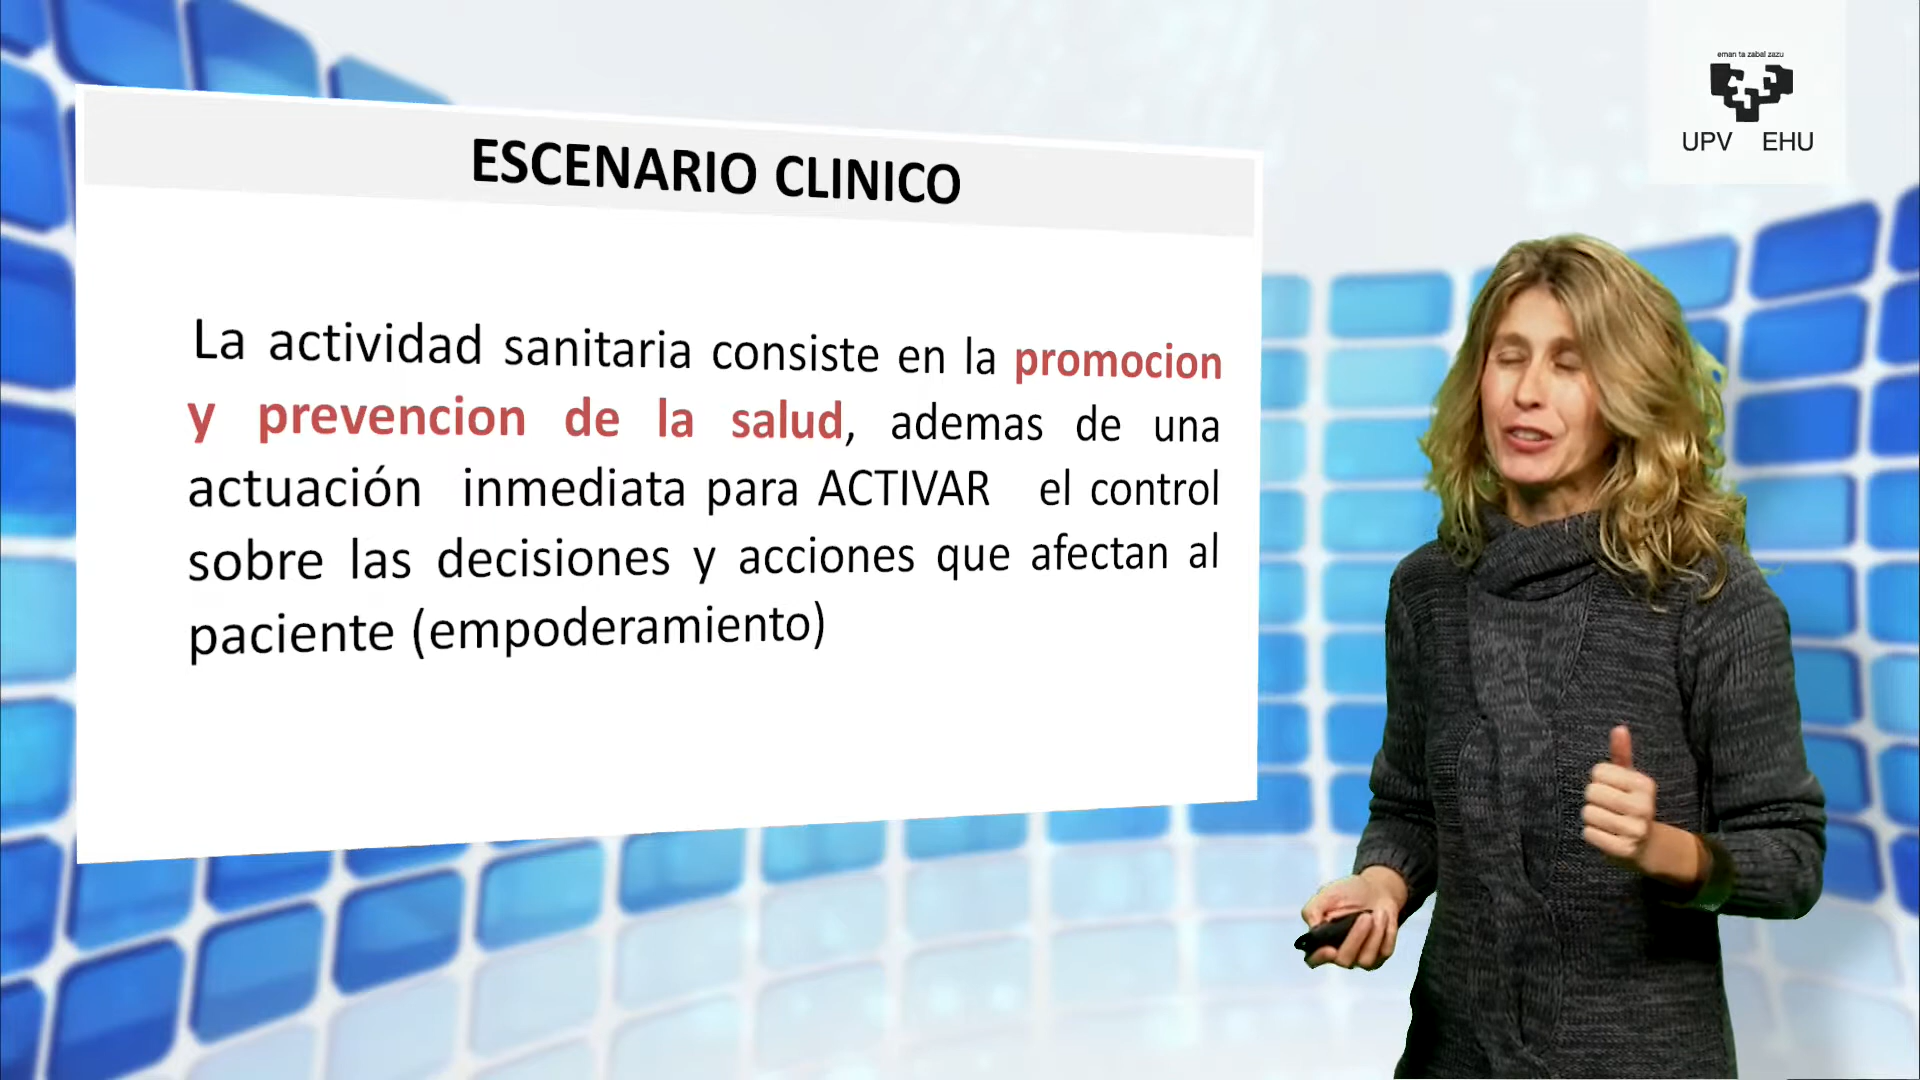 eman ta zabal zazu
UPV EHU
ESCENARIO CLINICO
La actividad sanitaria consiste en la promocion
y prevencion de la salud, ademas de una
actuación inmediata para ACTIVAR el control
sobre las decisiones y acciones que afectan al
paciente (empoderamiento)